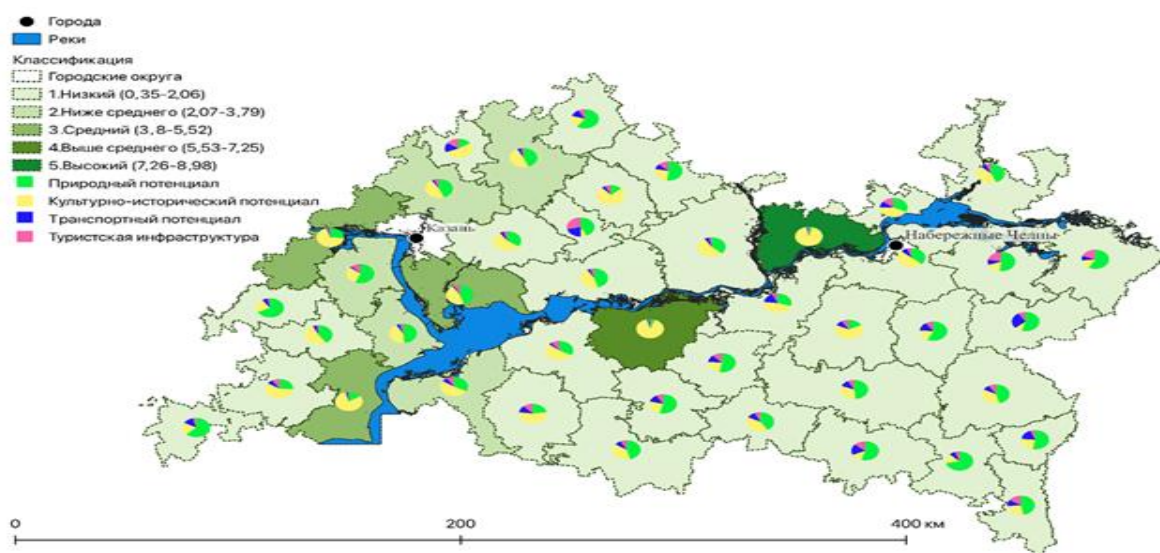 Города
Реки
Классификация
Городские округа
1.Низкий (0,35-2,06)
2.Ниже среднего (2,07-3,79)
3.Средний (3,8-5,52)
4.Выше среднего (5,53-7,25)
5.Высокий (7,26-8,98)
Природный потенциал
Культурно-исторический потенциал
Транспортный потенциал
Туристская инфраструктура
Казань
Набережные Челны
0
200
400 км